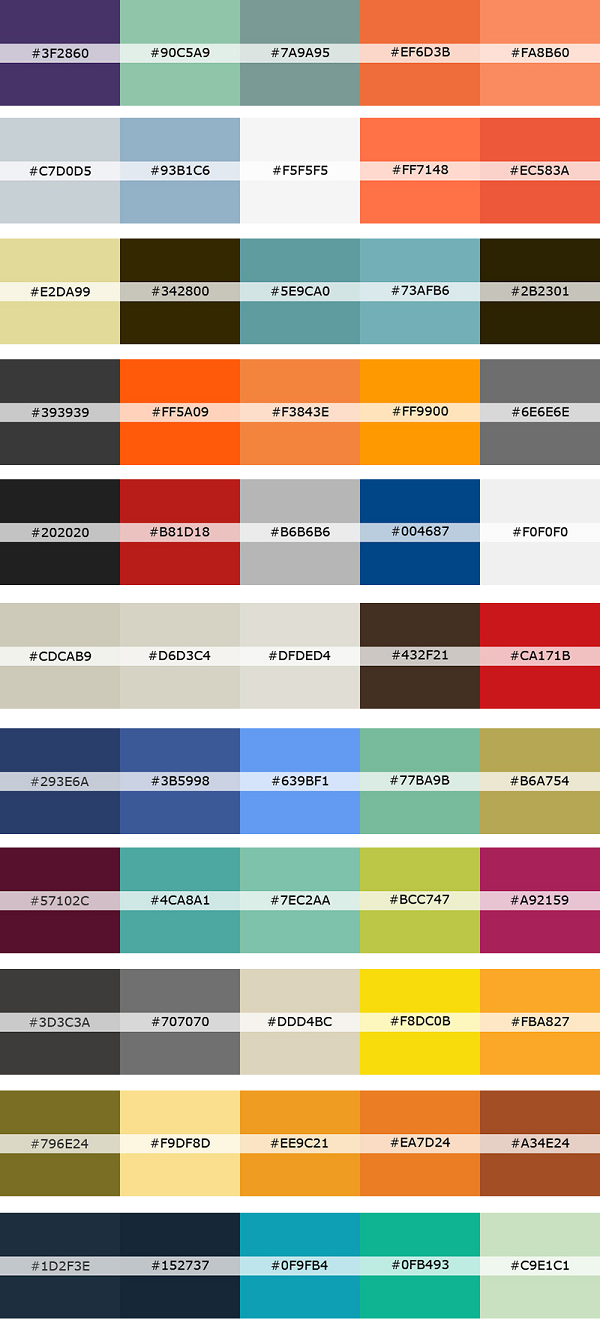 #3F2860 #90C5A9 #7A9A95 #EF6D3B #FA8B60
#C7D0D5 #93B1C6 #F5F5F5 #FF7148 #EC583A
#E2DA99 #342800 #5E9CA0 #73AFB6 #2B2301
#393939 #FF5A09 #F3843E #FF9900 #6E6E6E
#202020 #B81D18 #B6B6B6 #004687 #F0F0F0
#CDCAB9 #D6D3C4 #DFDED4 #432F21 #CA171B
#293E6A #3B5998 #639BF1 #77BA9B #B6A754
#57102C #4CA8A1 #7EC2AA #BCC747 #A92159
#3D3C3A #707070 #DDD4BC #F8DC0B #FBA827
#796E24 #F9DF8D #EE9C21 #EA7D24 #A34E24
#1D2F3E #152737 #0F9FB4 #0FB493 #C9E1C1